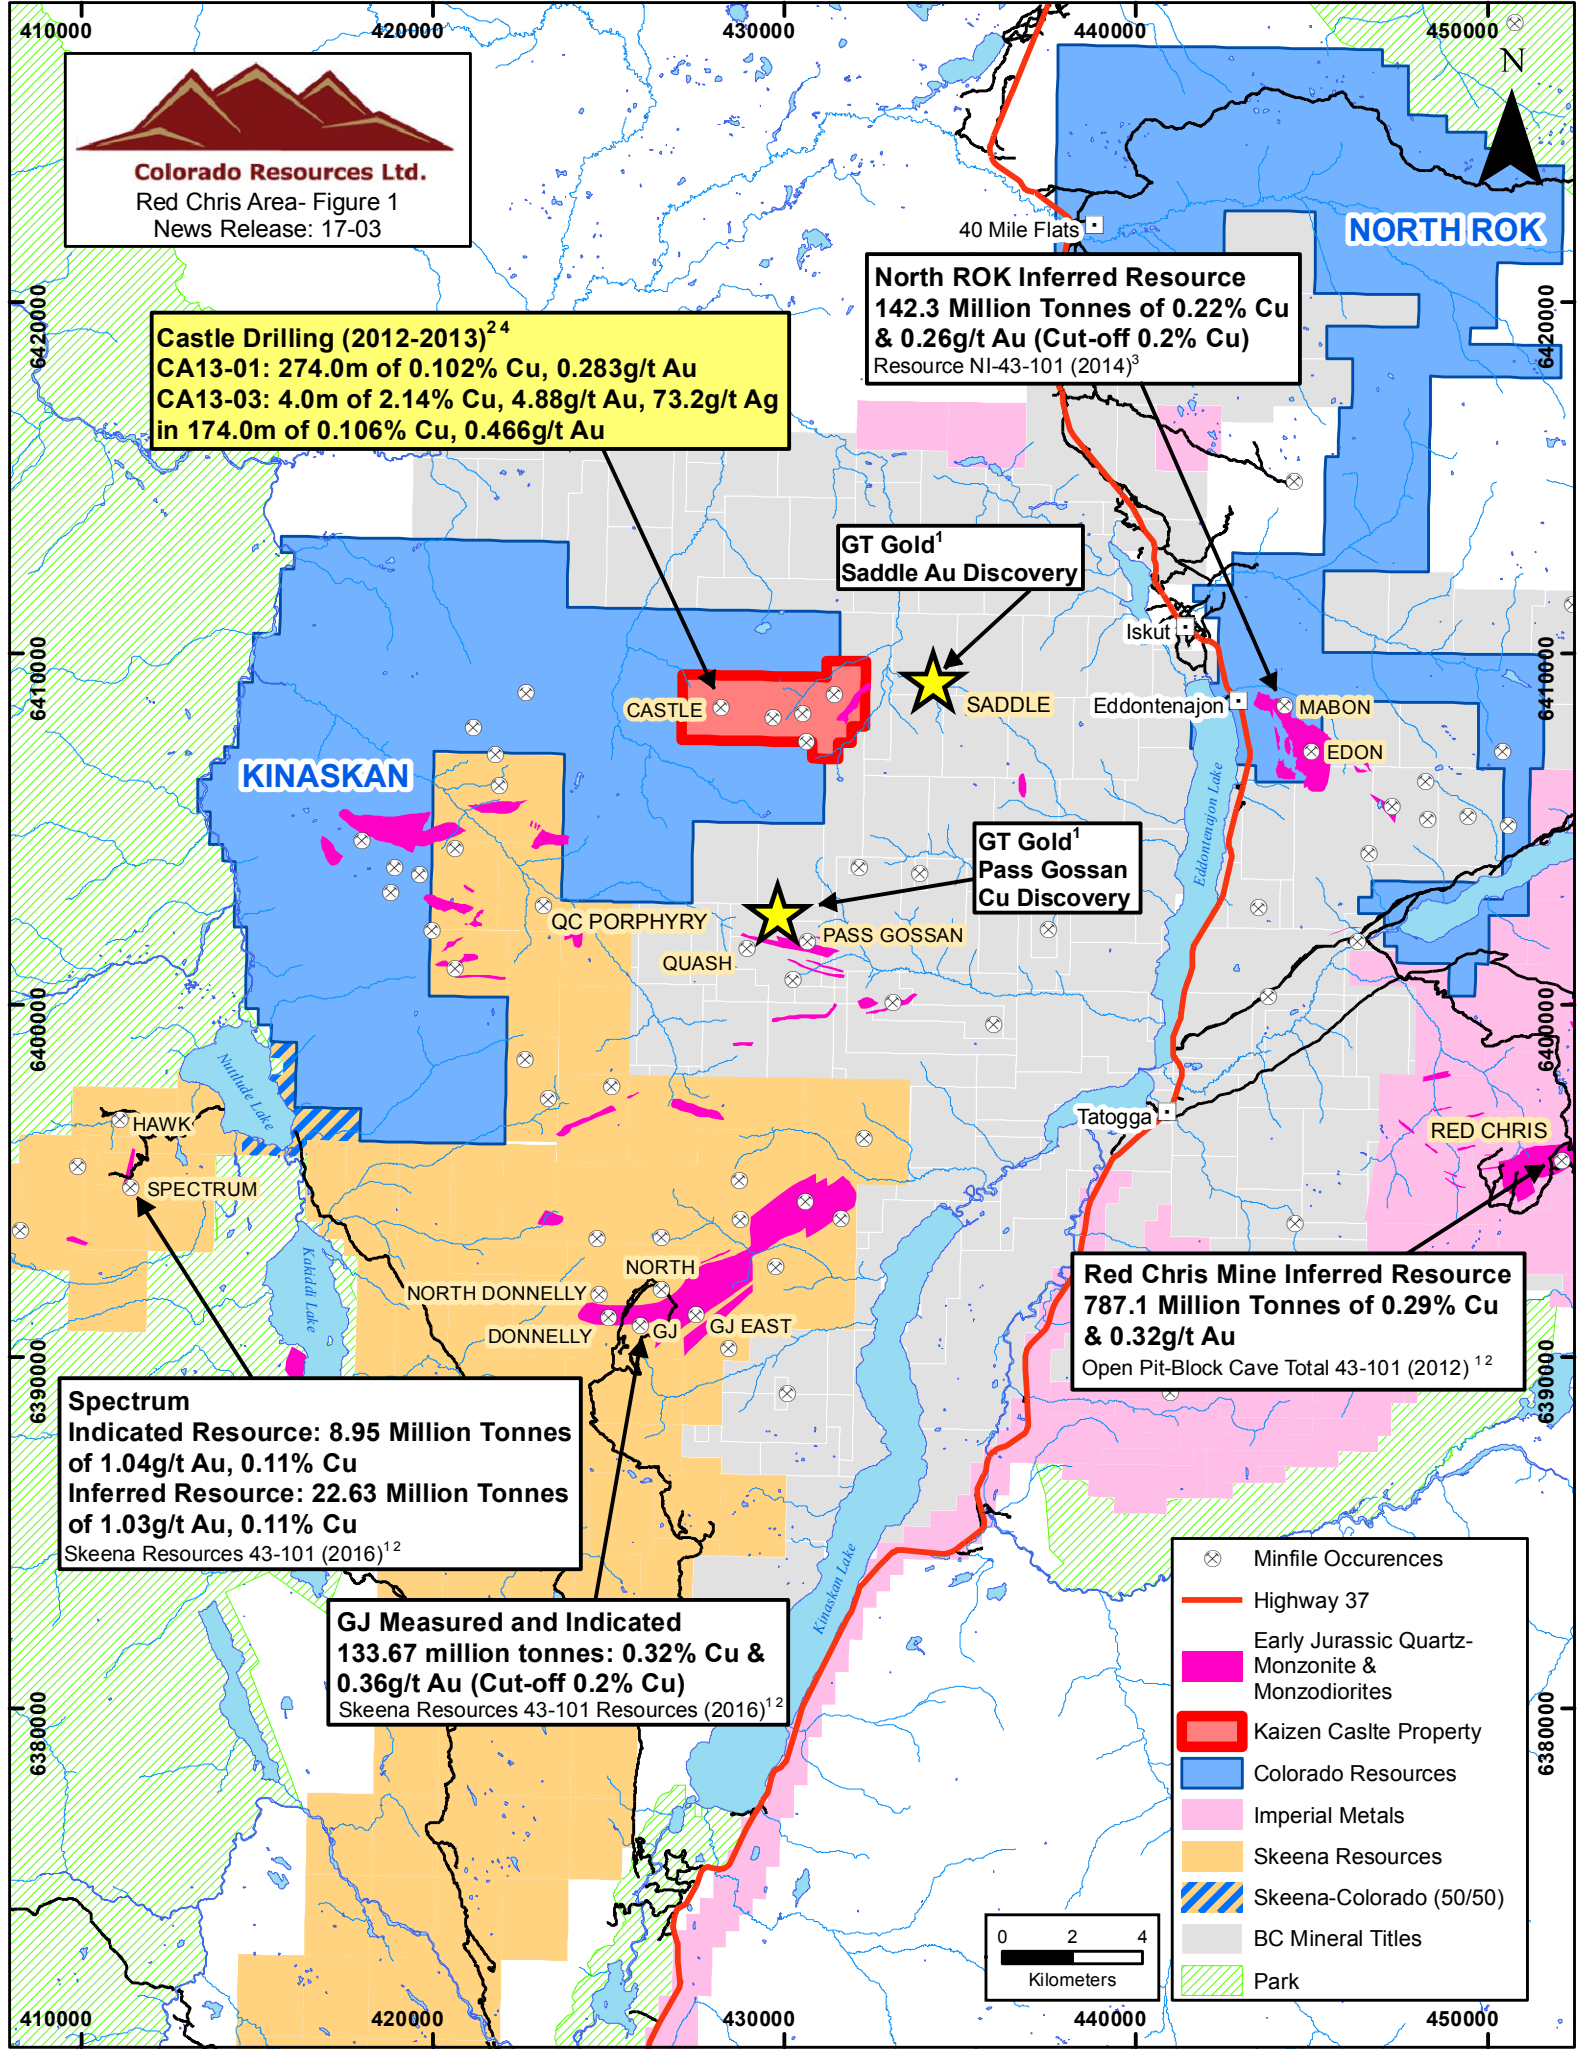 410000
420000
430000
440000
450000
N
Colorado Resources Ltd.
Red Chris Area- Figure 1
News Release: 17-03
40 Mile Flats
NORTH ROK
North ROK Inferred Resource
142.3 Million Tonnes of 0.22% Cu
& 0.26g/t Au (Cut-off 0.2% Cu)
Resource NI-43-101 (2014)3
6420000
6420000
Castle Drilling (2012-2013)2 4
CA13-01: 274.0m of 0.102% Cu, 0.283g/t Au
CA13-03: 4.0m of 2.14% Cu, 4.88g/t Au, 73.2g/t Ag
in 174.0m of 0.106% Cu, 0.466g/t Au
GT Gold1
Saddle Au Discovery
Iskut
6410000
6410000
CASTLE
SADDLE
Eddontenajon
MABON
EDON
KINASKAN
Eddontenajon Lake
GT Gold1
Pass Gossan
Cu Discovery
QC PORPHYRY
PASS GOSSAN
QUASH
6400000
6400000
Nuttlude Lake
HAWK
Tatogga
RED CHRIS
SPECTRUM
Kakiddi Lake
NORTH
NORTH DONNELLY
DONNELLY
GJ
GJ EAST
Red Chris Mine Inferred Resource
787.1 Million Tonnes of 0.29% Cu
& 0.32g/t Au
Open Pit-Block Cave Total 43-101 (2012) 1 2
6390000
6390000
Spectrum
Indicated Resource: 8.95 Million Tonnes
of 1.04g/t Au, 0.11% Cu
Inferred Resource: 22.63 Million Tonnes
of 1.03g/t Au, 0.11% Cu
Skeena Resources 43-101 (2016)1 2
Kinaskan Lake
GJ Measured and Indicated
133.67 million tonnes: 0.32% Cu &
0.36g/t Au (Cut-off 0.2% Cu)
Skeena Resources 43-101 Resources (2016)1 2
6380000
6380000
Minfile Occurences
Highway 37
Early Jurassic Quartz-
Monzonite &
Monzodiorites
Kaizen Caslte Property
Colorado Resources
Imperial Metals
Skeena Resources
Skeena-Colorado (50/50)
BC Mineral Titles
Park
0 2 4
Kilometers
410000
420000
430000
440000
450000